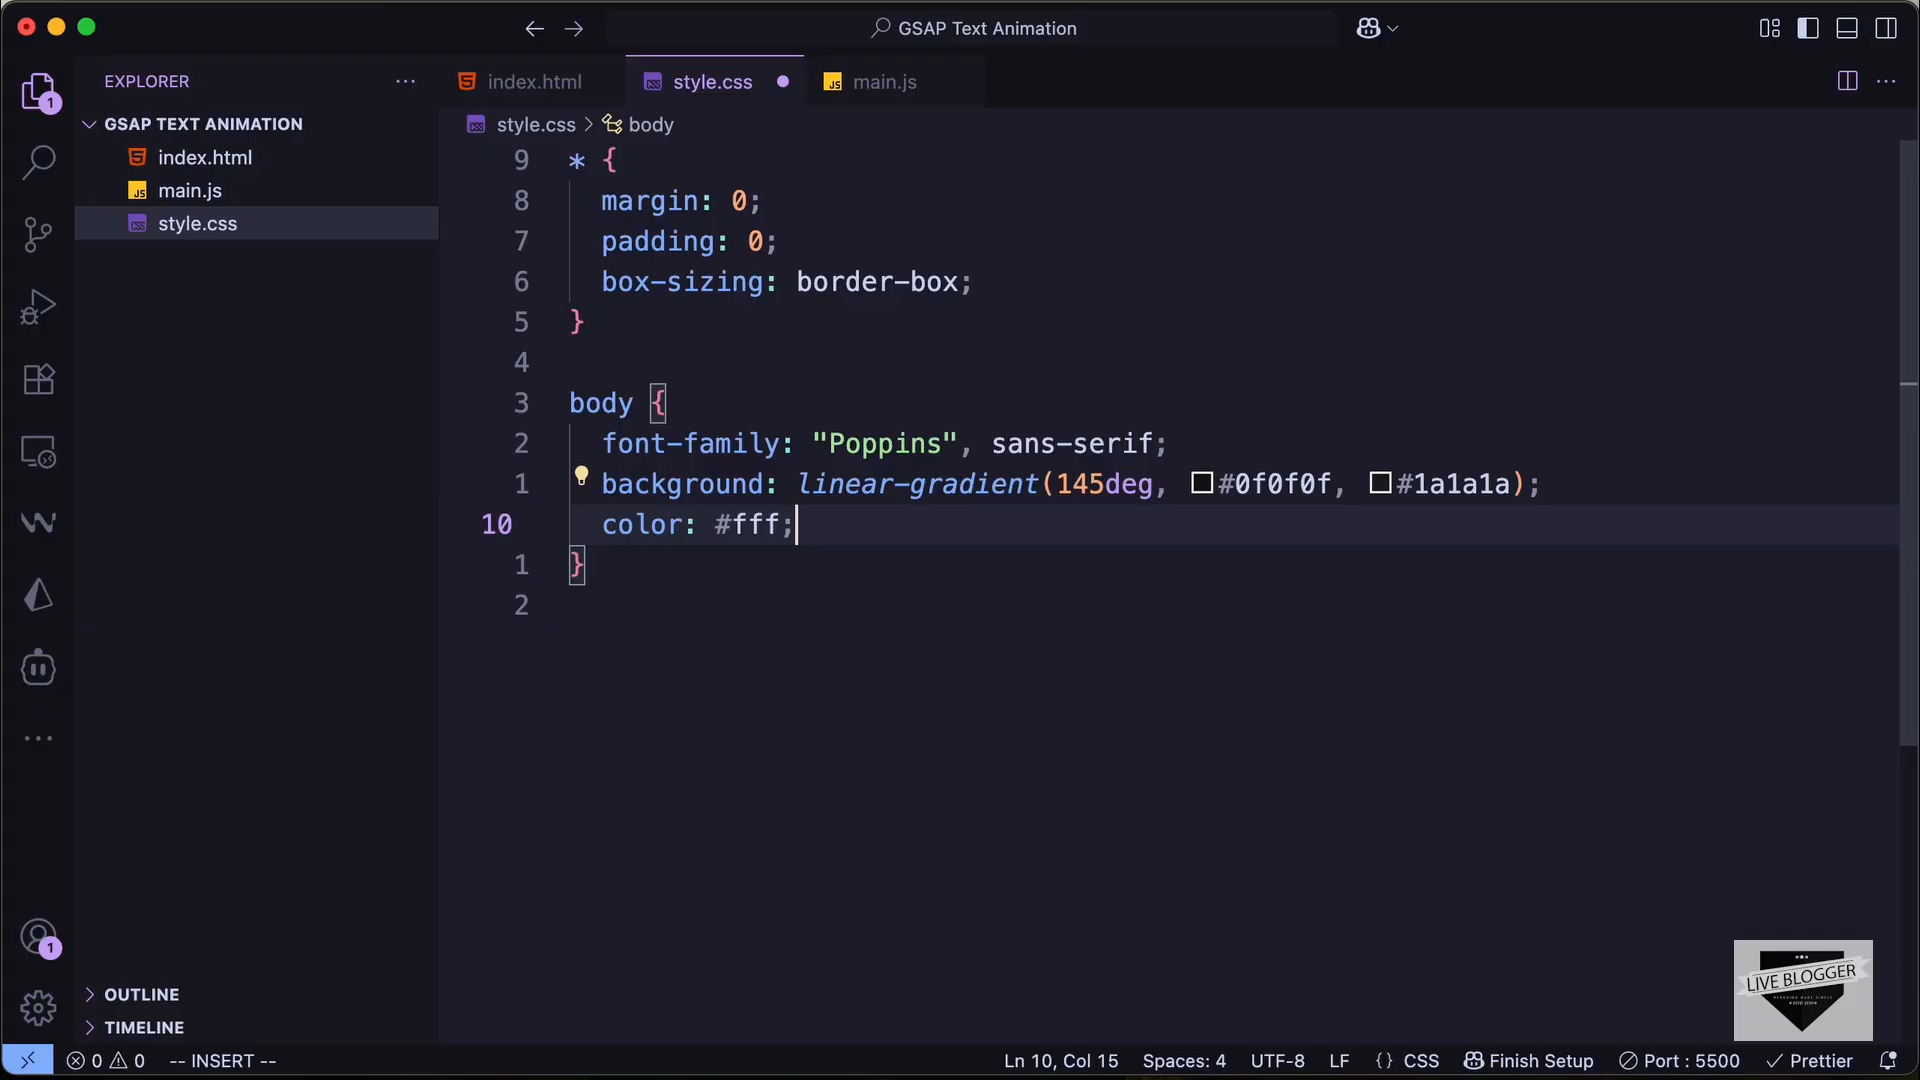 GSAP Text Animation
EXPLORER
index.html
style.css
main.js
1
GSAP TEXT ANIMATION
style.css > body
index.html
main.js
style.css
9 * {
8 margin: 0;
7 padding: 0;
6 box-sizing: border-box;
5 }
4
3 body {
2 font-family: "Poppins", sans-serif;
1 background: linear-gradient(145deg, #0f0f0f, #1a1a1a);
10 color: #fff;
1 }
2
1
OUTLINE
TIMELINE
LIVE BLOGGER
0 0 -- INSERT --
Ln 10, Col 15 Spaces: 4 UTF-8 LF {} CSS Finish Setup Port : 5500 Prettier